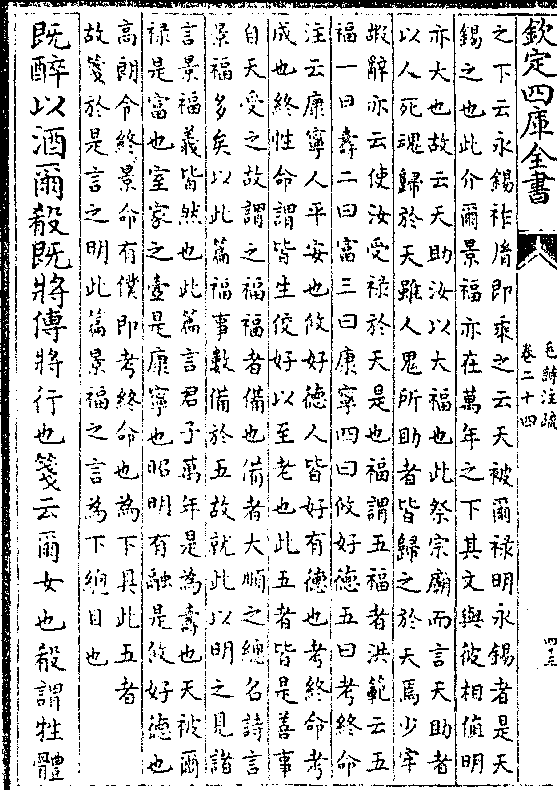 欽定四庫全書
毛詩注疏
卷二十四
四十三
之下云永錫祚胤即乘之云天被爾禄明永錫者是天
錫之也此介爾景福亦在萬年之下其文與彼相值明
亦大也故云天助汝以大福也此祭宗廟而言天助者
以人死魂歸於天雖人鬼所助者皆歸之於天焉少牢
嘏辭亦云使汝受禄於天是也福謂五福者洪範云五
福一曰壽二曰富三曰康寧四曰攸好德五曰考終命
注云康寧人平安也攸好德人皆好有德也考終命考
成也終性命謂皆生佼好以至老也此五者皆是善事
自天受之故謂之福福者備也備者大順之總名詩言
景福多矣以此篇福事數備於五故就此以明之見諸
言景福義皆然也此篇言君子萬年是為壽也天被爾
禄是富也室家之壼是康寧也昭明有融是攸好德也
高朗令終景命有僕即考終命也為下具此五者
故箋於是言之明此篇景福之言為下總目也
既醉以酒爾殽既將傳將行也箋云爾女也殽謂牲體